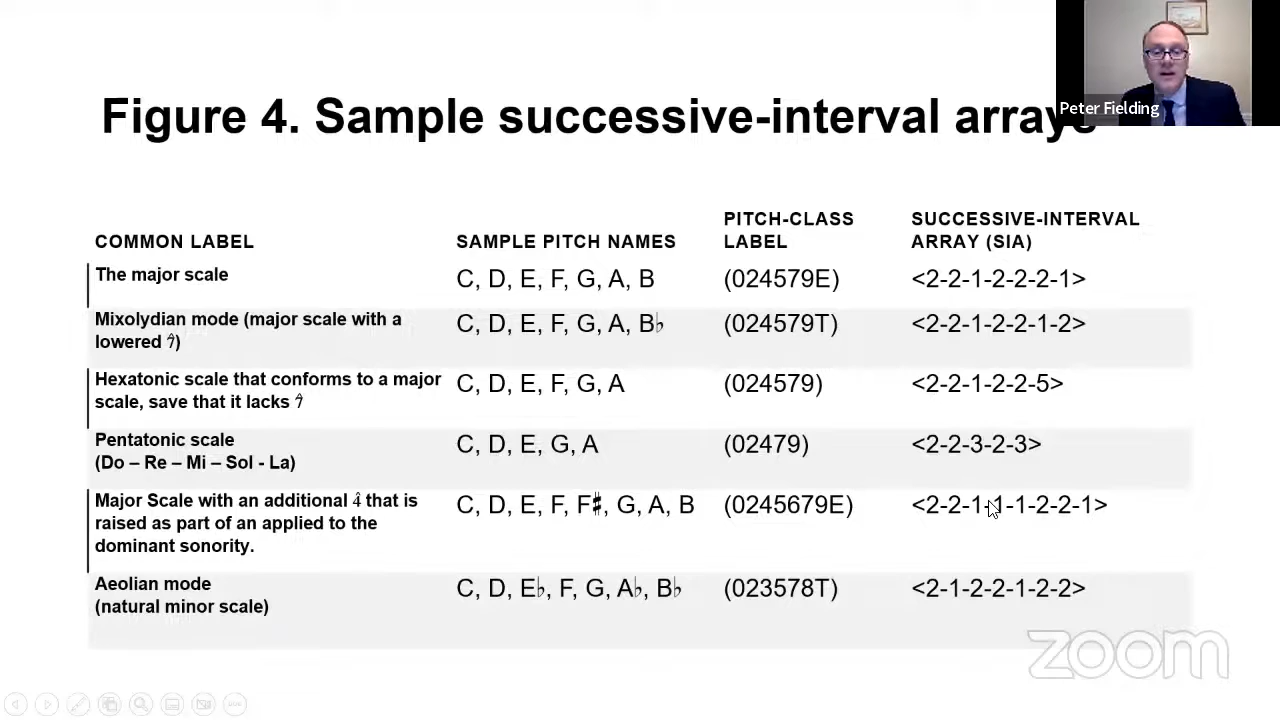 Peter Fielding
Figure 4. Sample successive-interval arrays
COMMON LABEL
SAMPLE PITCH NAMES
PITCH-CLASS
LABEL
SUCCESSIVE-INTERVAL
ARRAY (SIA)
The major scale
C, D, E, F, G, A, B
(024579E)
<2-2-1-2-2-2-1>
Mixolydian mode (major scale with a
lowered 7̂)
C, D, E, F, G, A, B♭
(024579T)
<2-2-1-2-2-1-2>
Hexatonic scale that conforms to a major
scale, save that it lacks 7̂
C, D, E, F, G, A
(024579)
<2-2-1-2-2-5>
Pentatonic scale
(Do – Re – Mi – Sol - La)
C, D, E, G, A
(02479)
<2-2-3-2-3>
Major Scale with an additional 4̂ that is
raised as part of an applied to the
dominant sonority.
C, D, E, F, F♯, G, A, B
(0245679E)
<2-2-1-1-1-2-2-1>
Aeolian mode
(natural minor scale)
C, D, E♭, F, G, A♭, B♭
(023578T)
<2-1-2-2-1-2-2>
zoom